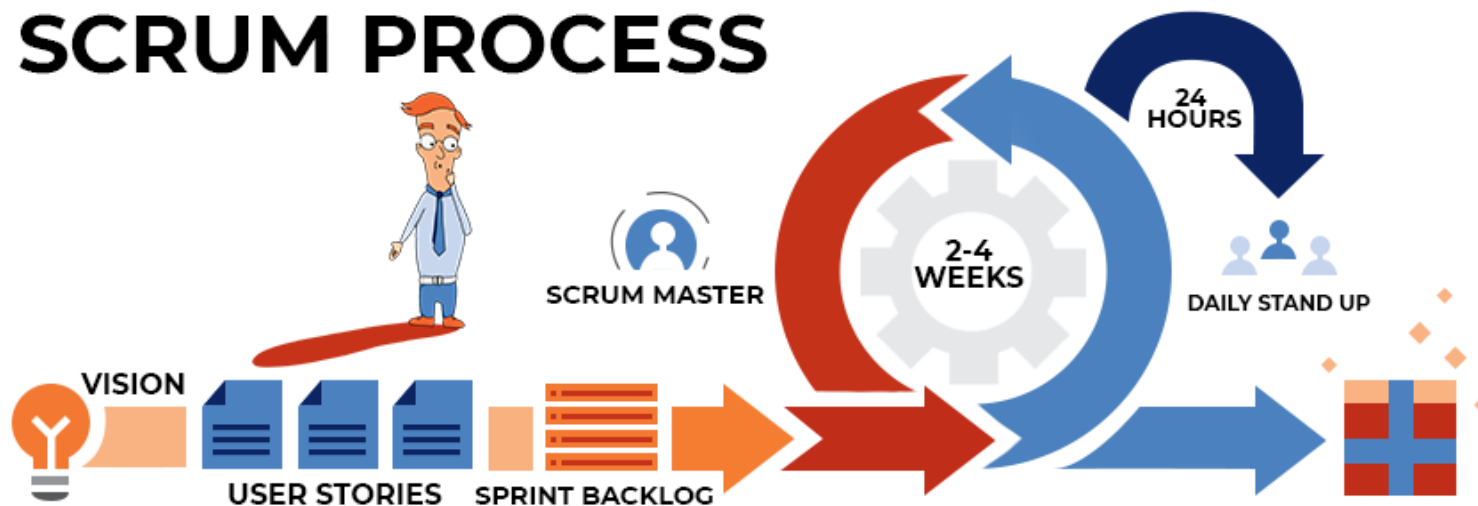 SCRUM PROCESS
24
HOURS
2-4
WEEKS
SCRUM MASTER
DAILY STAND UP
VISION
USER STORIES
SPRINT BACKLOG